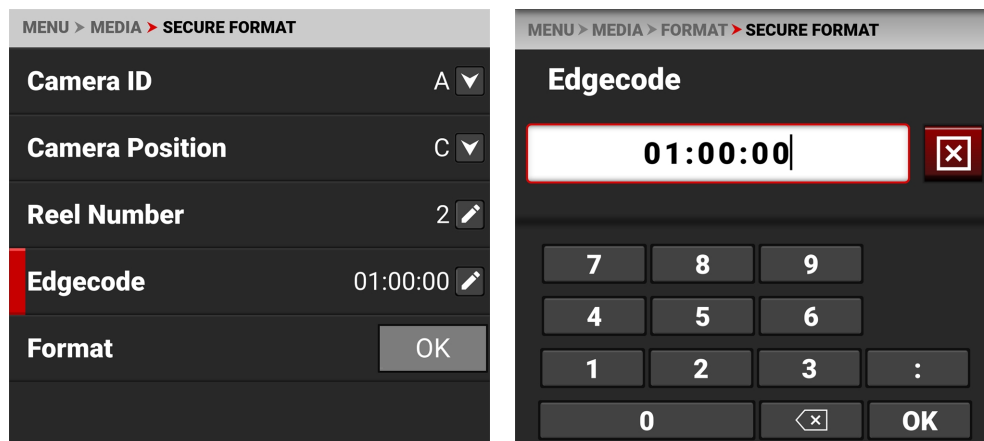 MENU > MEDIA > SECURE FORMAT
Camera ID A
Camera Position C
Reel Number 2
Edgecode 01:00:00
Format OK
MENU > MEDIA > FORMAT > SECURE FORMAT
Edgecode
01:00:00
7 8 9
4 5 6
1 2 3 :
0 OK